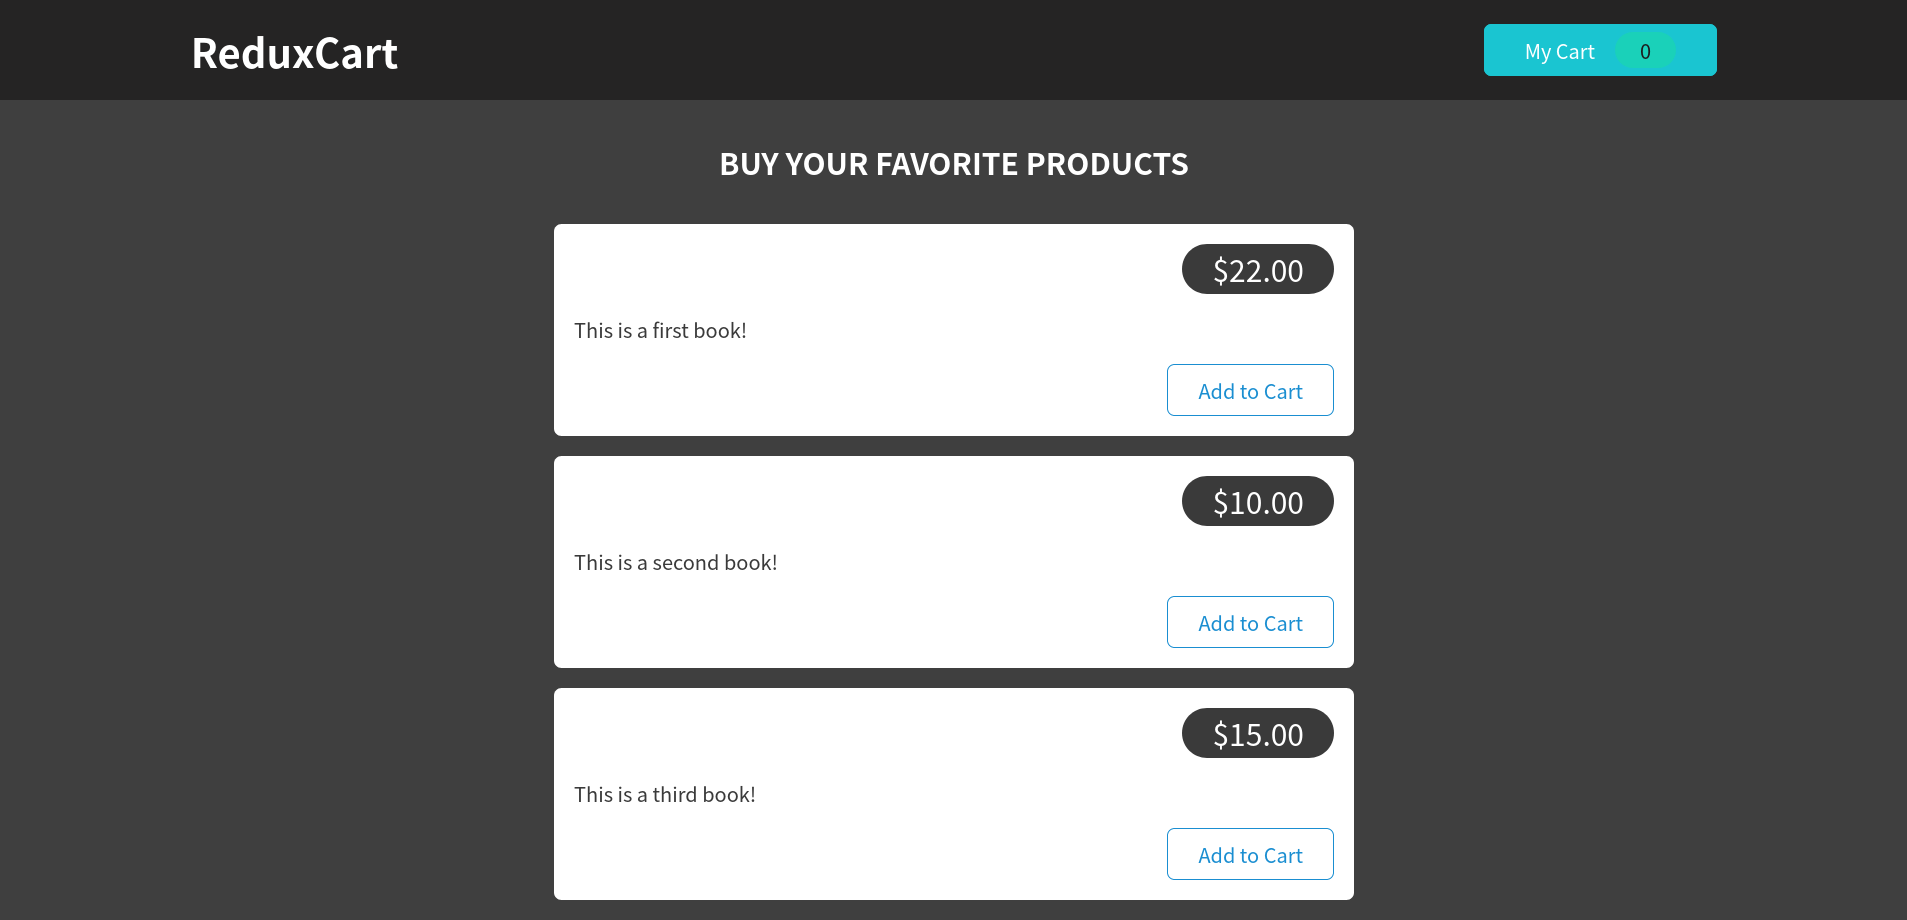 ReduxCart
My Cart 0
BUY YOUR FAVORITE PRODUCTS
$22.00
This is a first book!
Add to Cart
$10.00
This is a second book!
Add to Cart
$15.00
This is a third book!
Add to Cart